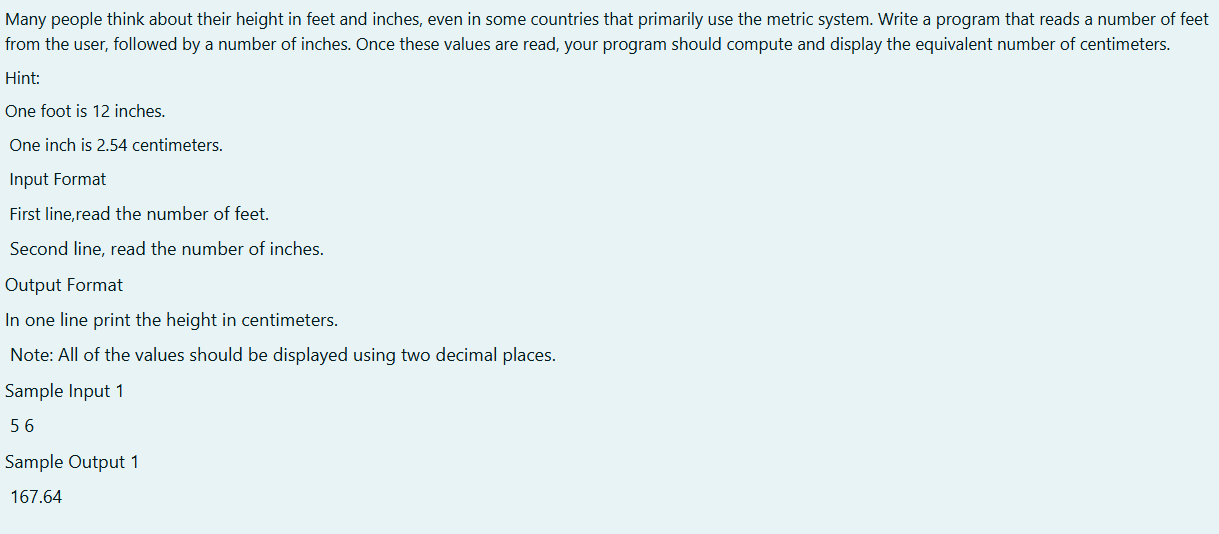 Many people think about their height in feet and inches, even in some countries that primarily use the metric system. Write a program that reads a number of feet
from the user, followed by a number of inches. Once these values are read, your program should compute and display the equivalent number of centimeters.
Hint:
One foot is 12 inches.
One inch is 2.54 centimeters.
Input Format
First line,read the number of feet.
Second line, read the number of inches.
Output Format
In one line print the height in centimeters.
Note: All of the values should be displayed using two decimal places.
Sample Input 1
5 6
Sample Output 1
167.64